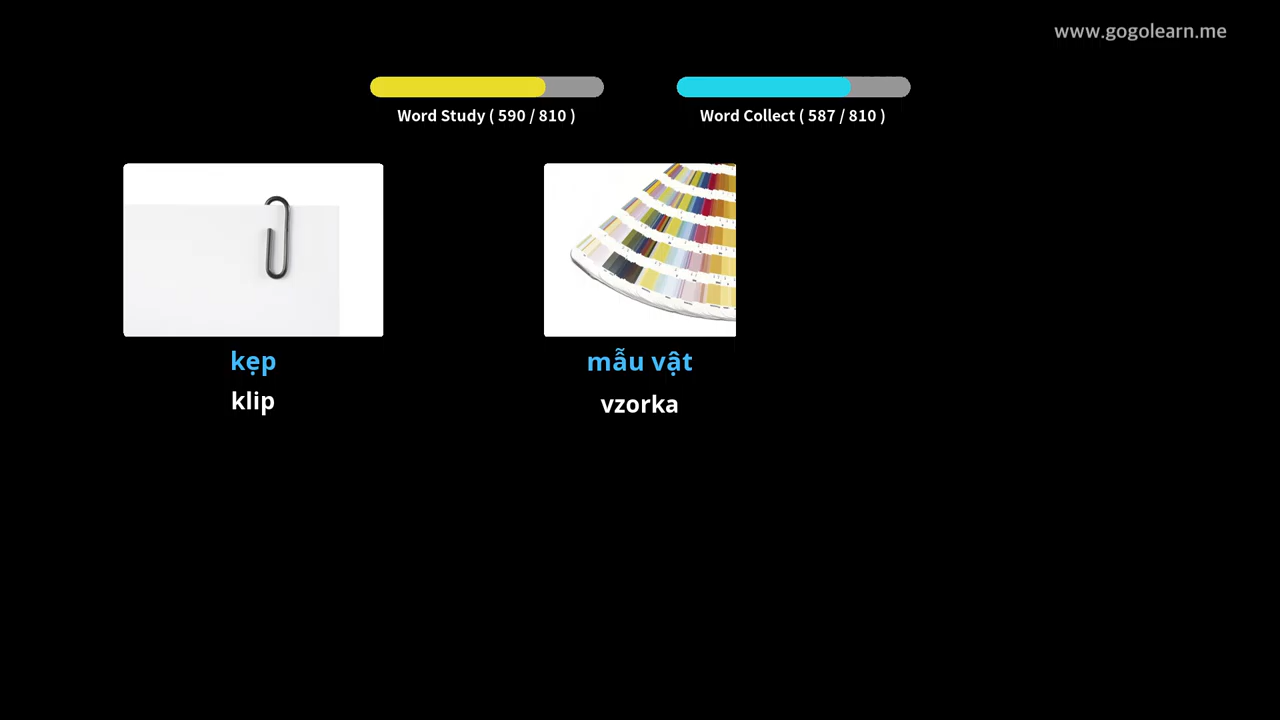 www.gogolearn.me
Word Study ( 590 / 810 )
Word Collect ( 587 / 810 )
kẹp
klip
mẫu vật
vzorka